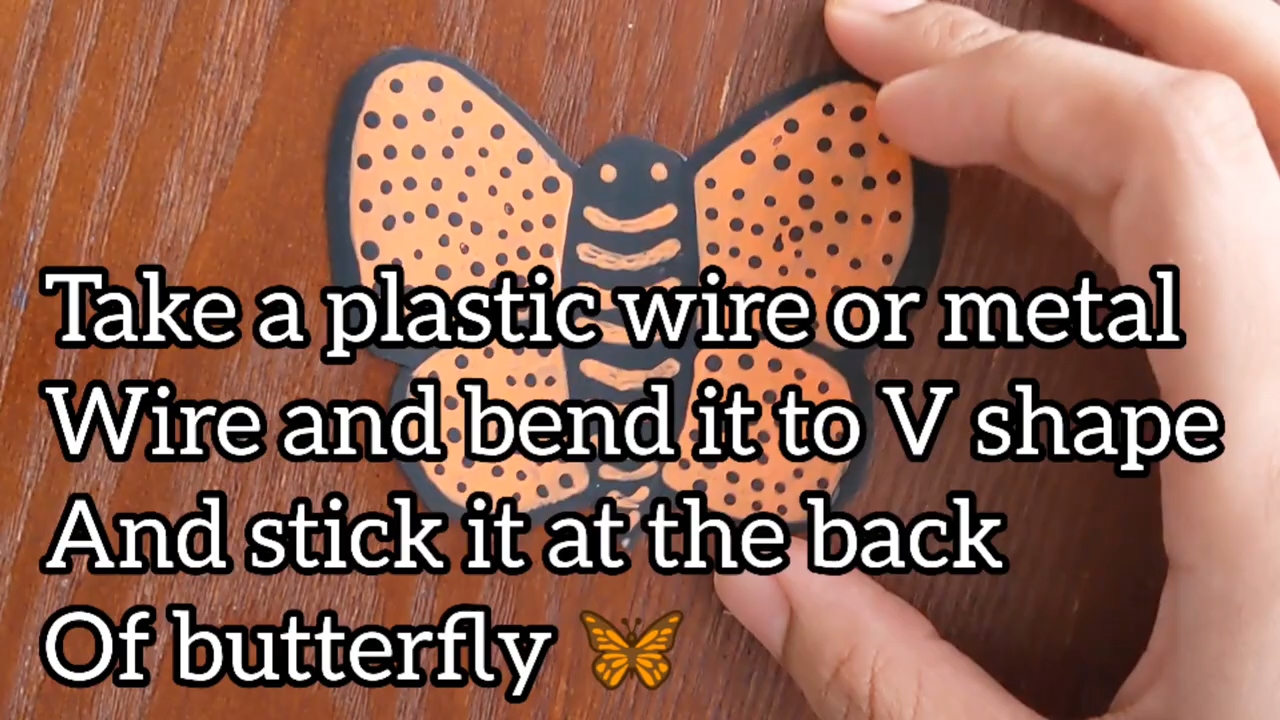 Take a plastic wire or metal
Wire and bend it to V shape
And stick it at the back
Of butterfly 🦋